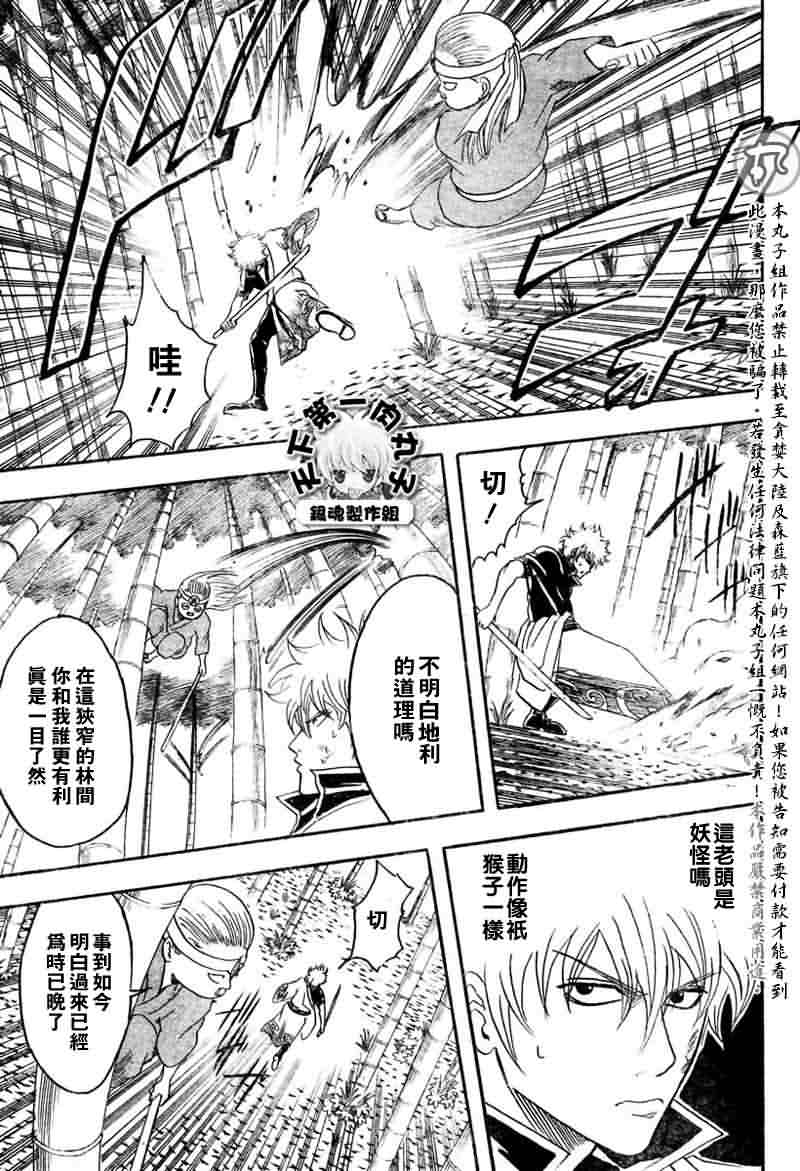 哇!!
天下第一肉丸子
銀魂製作組
切!
不明白地利
的道理嗎
在這狹窄的林間
你和我誰更有利
真是一目了然
這老頭是
妖怪嗎
動作像祇
猴子一樣
切
事到如今
明白過來已經
為時已晚了
本丸子組作品禁止轉載至貪婪大陸及森藍旗下的任何網站!如果您被告知需要付款才能看到
此漫畫,那麼您被騙了.若發生任何法律問題本丸子組一慨不負責!本作品嚴禁商業用途.